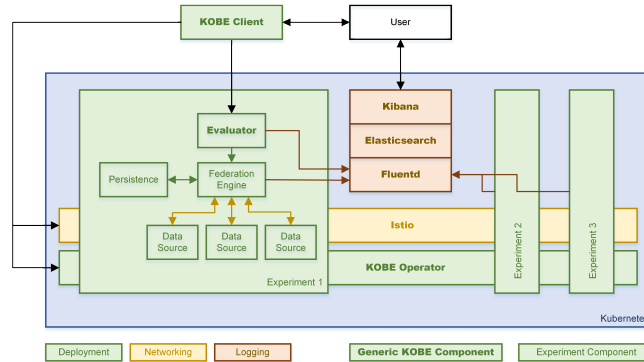 KOBE Client
User
Kibana
Evaluator
Elasticsearch
Persistence
Federation
Engine
Fluentd
Data
Source
Data
Source
Data
Source
Istio
Experiment 2
Experiment 3
KOBE Operator
Experiment 1
Kubernete
Deployment
Networking
Logging
Generic KOBE Component
Experiment Component